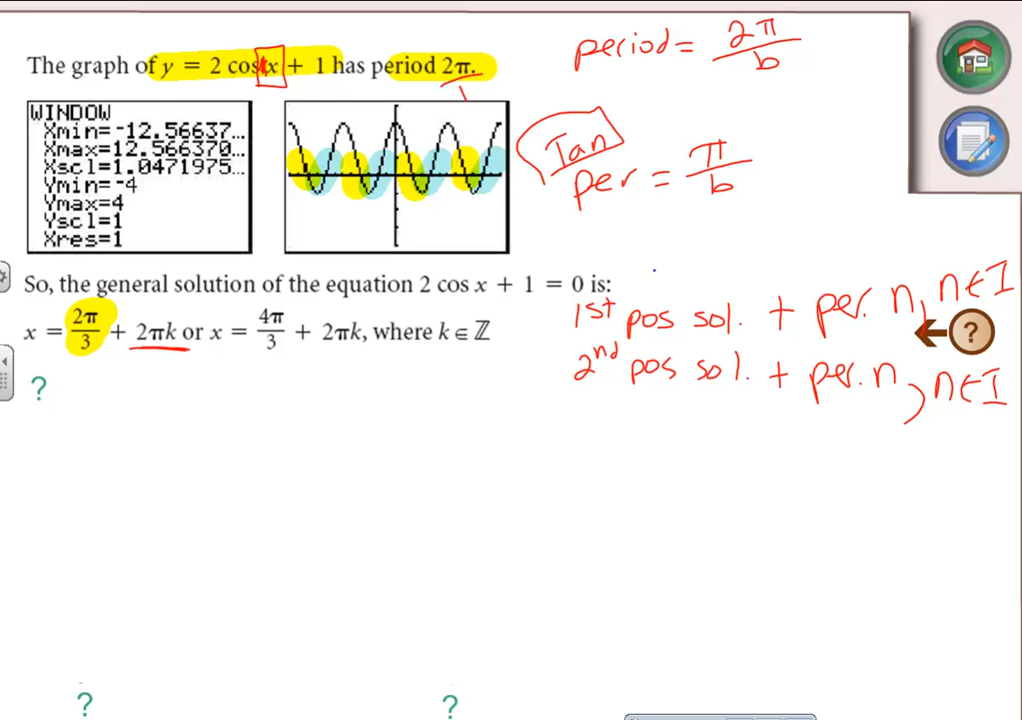 The graph of y = 2 cos x + 1 has period 2π.
period = 2π/b
WINDOW
Xmin=-12.56637…
Xmax=12.566370…
Xscl=1.0471975…
Ymin=-4
Ymax=4
Yscl=1
Xres=1
Tan
per = π/b
So, the general solution of the equation 2 cos x + 1 = 0 is:
x = 2π/3 + 2πk or x = 4π/3 + 2πk, where k ∈ ℤ
1st pos sol. + per. n, n∈I
2nd pos sol. + per. n, n∈I
?
?
? ?